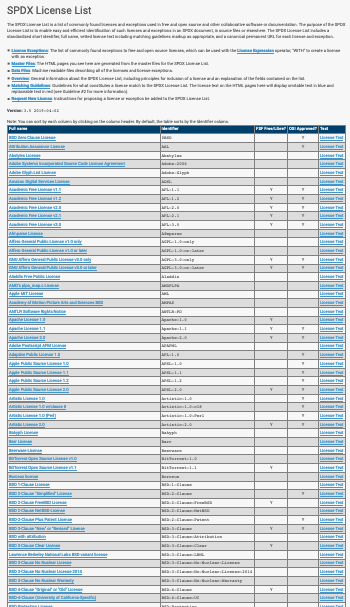 SPDX License List
The SPDX License List is a list of commonly found licenses and exceptions used in free and open source and other collaborative software or documentation. The purpose of the SPDX
License List is to enable easy and efficient identification of such licenses and exceptions in an SPDX document, in source files or elsewhere. The SPDX License List includes a
standardized short identifier, full name, vetted license text including matching guidelines markup as appropriate, and a canonical permanent URL for each license and exception.
License Exceptions: The list of commonly found exceptions to free and open source licenses, which can be used with the License Expression operator, "WITH" to create a license
with an exception.
Master Files: The HTML pages you see here are generated from the master files for the SPDX License List.
Data Files: Machine readable files describing all of the licenses and license exceptions.
Overview: General information about the SPDX License List, including principles for inclusion of a license and an explanation of the fields contained on the list.
Matching Guidelines: Guidelines for what constitutes a license match to the SPDX License List. The license text on the HTML pages here will display omitable text in blue and
replaceable text in red (see Guideline #2 for more information).
Request New License: Instructions for proposing a license or exception be added to the SPDX License List.
Note: You can sort by each column by clicking on the column header. By default, the table sorts by the Identifier column.
Full name Identifier FSF Free/Libre? OSI Approved? Text
BSD Zero Clause License 0BSD Y License Text
Attribution Assurance License AAL Y License Text
Abstyles License Abstyles License Text
Adobe Systems Incorporated Source Code License Agreement Adobe-2006 License Text
Adobe Glyph List License Adobe-Glyph License Text
Amazon Digital Services License ADSL License Text
Academic Free License v1.1 AFL-1.1 Y Y License Text
Academic Free License v1.2 AFL-1.2 Y Y License Text
Academic Free License v2.0 AFL-2.0 Y Y License Text
Academic Free License v2.1 AFL-2.1 Y Y License Text
Academic Free License v3.0 AFL-3.0 Y Y License Text
Afmparse License Afmparse License Text
Affero General Public License v1.0 only AGPL-1.0-only License Text
Affero General Public License v1.0 or later AGPL-1.0-or-later License Text
GNU Affero General Public License v3.0 only AGPL-3.0-only Y Y License Text
GNU Affero General Public License v3.0 or later AGPL-3.0-or-later Y Y License Text
Aladdin Free Public License Aladdin License Text
AMD's plpa_map.c License AMDPLPA License Text
Apple MIT License AML License Text
Academy of Motion Picture Arts and Sciences BSD AMPAS License Text
ANTLR Software Rights Notice ANTLR-PD License Text
Apache License 1.0 Apache-1.0 Y License Text
Apache License 1.1 Apache-1.1 Y Y License Text
Apache License 2.0 Apache-2.0 Y Y License Text
Adobe Postscript AFM License APAFML License Text
Adaptive Public License 1.0 APL-1.0 Y License Text
Apple Public Source License 1.0 APSL-1.0 Y License Text
Apple Public Source License 1.1 APSL-1.1 Y License Text
Apple Public Source License 1.2 APSL-1.2 Y License Text
Apple Public Source License 2.0 APSL-2.0 Y Y License Text
Artistic License 1.0 Artistic-1.0 Y License Text
Artistic License 1.0 w/clause 8 Artistic-1.0-cl8 Y License Text
Artistic License 1.0 (Perl) Artistic-1.0-Perl Y License Text
Artistic License 2.0 Artistic-2.0 Y Y License Text
Bahyph License Bahyph License Text
Barr License Barr License Text
Beerware License Beerware License Text
BitTorrent Open Source License v1.0 BitTorrent-1.0 License Text
BitTorrent Open Source License v1.1 BitTorrent-1.1 Y License Text
Borceux license Borceux License Text
BSD 1-Clause License BSD-1-Clause License Text
BSD 2-Clause "Simplified" License BSD-2-Clause Y License Text
BSD 2-Clause FreeBSD License BSD-2-Clause-FreeBSD Y License Text
BSD 2-Clause NetBSD License BSD-2-Clause-NetBSD License Text
BSD-2-Clause Plus Patent License BSD-2-Clause-Patent Y License Text
BSD 3-Clause "New" or "Revised" License BSD-3-Clause Y Y License Text
BSD with attribution BSD-3-Clause-Attribution License Text
BSD 3-Clause Clear License BSD-3-Clause-Clear Y License Text
Lawrence Berkeley National Labs BSD variant license BSD-3-Clause-LBNL License Text
BSD 3-Clause No Nuclear License BSD-3-Clause-No-Nuclear-License License Text
BSD 3-Clause No Nuclear License 2014 BSD-3-Clause-No-Nuclear-License-2014 License Text
BSD 3-Clause No Nuclear Warranty BSD-3-Clause-No-Nuclear-Warranty License Text
BSD 4-Clause "Original" or "Old" License BSD-4-Clause Y License Text
BSD-4-Clause (University of California-Specific) BSD-4-Clause-UC License Text